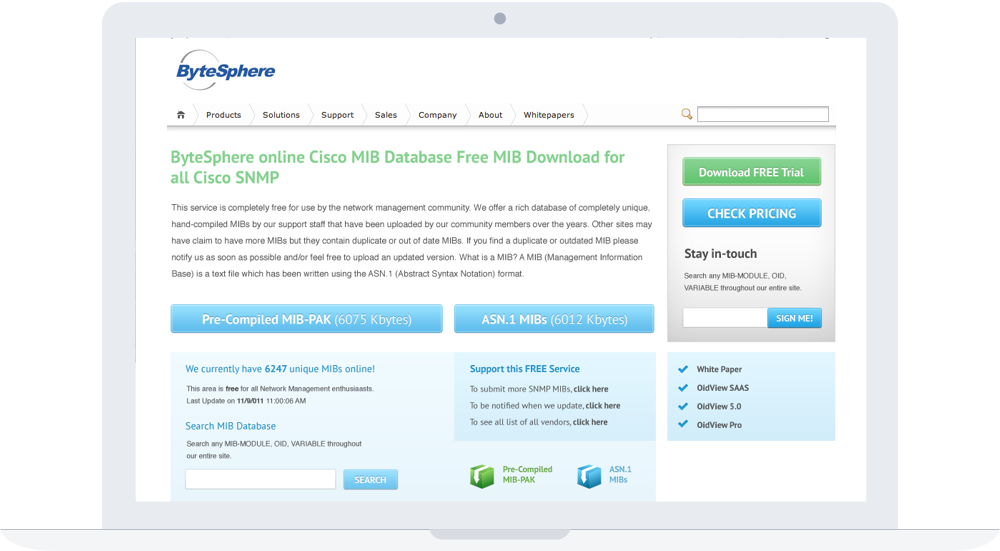 ByteSphere
Products
Solutions
Support
Sales
Company
About
Whitepapers
ByteSphere online Cisco MIB Database Free MIB Download for
all Cisco SNMP
This service is completely free for use by the network management community. We offer a rich database of completely unique,
hand-compiled MIBs by our support staff that have been uploaded by our community members over the years. Other sites may
have claim to have more MIBs but they contain duplicate or out of date MIBs. If you find a duplicate or outdated MIB please
notify us as soon as possible and/or feel free to upload an updated version. What is a MIB? A MIB (Management Information
Base) is a text file which has been written using the ASN.1 (Abstract Syntax Notation) format.
Pre-Compiled MIB-PAK (6075 Kbytes)
ASN.1 MIBs (6012 Kbytes)
Download FREE Trial
CHECK PRICING
Stay in-touch
Search any MIB-MODULE, OID,
VARIABLE throughout our entire site.
SIGN ME!
We currently have 6247 unique MIBs online!
This area is free for all Network Management enthusiaasts.
Last Update on 11/9/011 11:00:06 AM
Search MIB Database
Search any MIB-MODULE, OID, VARIABLE throughout
our entire site.
SEARCH
Support this FREE Service
To submit more SNMP MIBs, click here
To be notified when we update, click here
To see all list of all vendors, click here
Pre-Compiled
MIB-PAK
ASN.1
MIBs
White Paper
OidView SAAS
OidView 5.0
OidView Pro